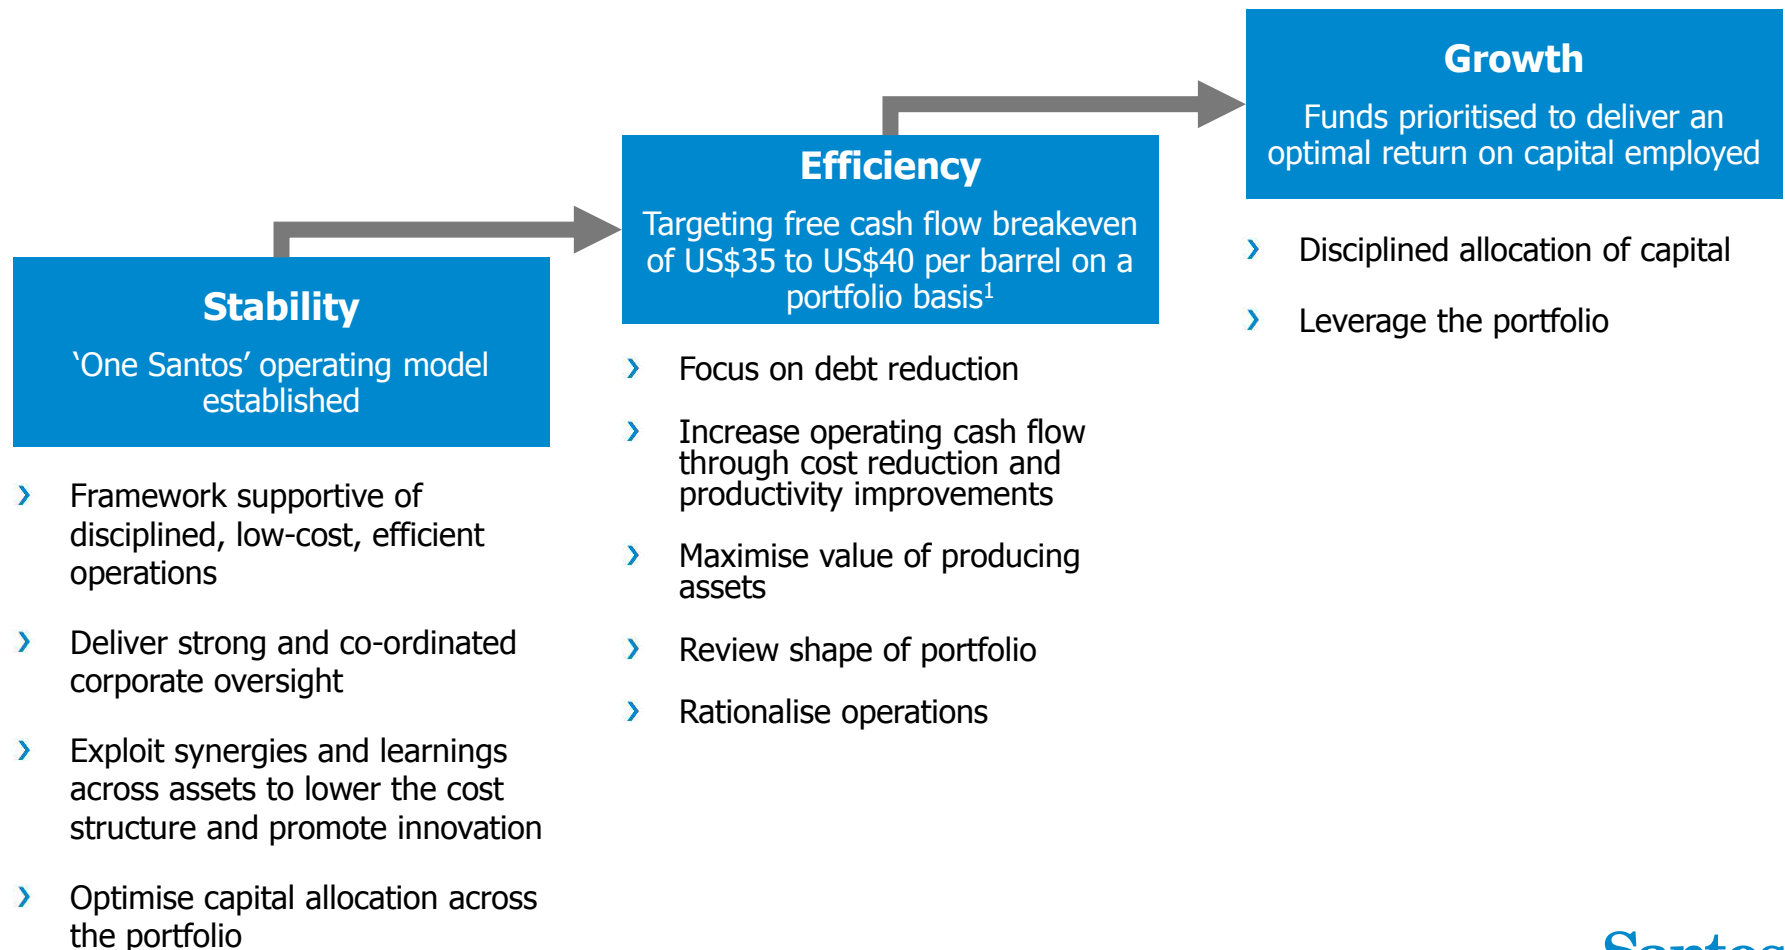 Stability
‘One Santos’ operating model
established
› Framework supportive of
disciplined, low-cost, efficient
operations
› Deliver strong and co-ordinated
corporate oversight
› Exploit synergies and learnings
across assets to lower the cost
structure and promote innovation
› Optimise capital allocation across
the portfolio
Efficiency
Targeting free cash flow breakeven
of US$35 to US$40 per barrel on a
portfolio basis¹
› Focus on debt reduction
› Increase operating cash flow
through cost reduction and
productivity improvements
› Maximise value of producing
assets
› Review shape of portfolio
› Rationalise operations
Growth
Funds prioritised to deliver an
optimal return on capital employed
› Disciplined allocation of capital
› Leverage the portfolio
Santos